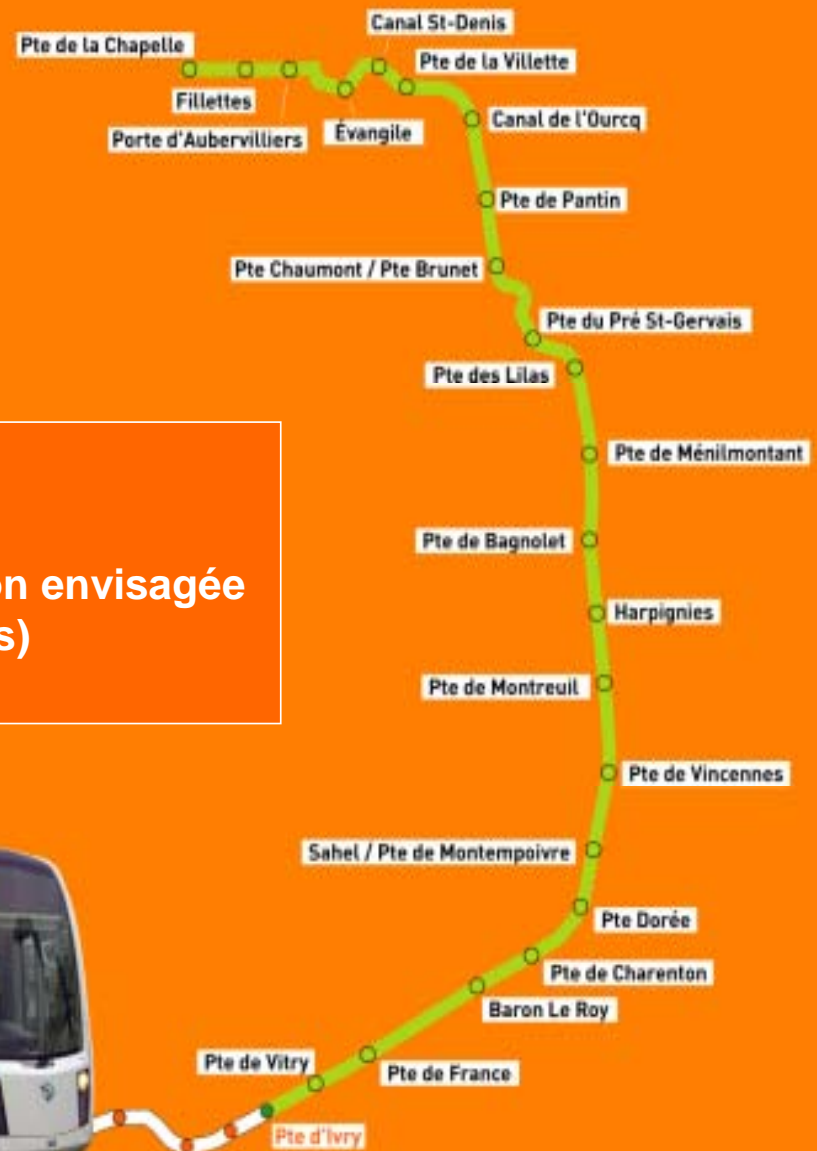 Canal St-Denis
Pte de la Chapelle
Pte de la Villette
Fillettes
Porte d'Aubervilliers
Évangile
Canal de l'Ourcq
Pte de Pantin
Pte Chaumont / Pte Brunet
Pte du Pré St-Gervais
Pte des Lilas
Pte de Ménilmontant
Pte de Bagnolet
on envisagée
s)
Harpignies
Pte de Montreuil
Pte de Vincennes
Sahel / Pte de Montempoivre
Pte Dorée
Pte de Charenton
Baron Le Roy
Pte de Vitry
Pte de France
Pte d'Ivry